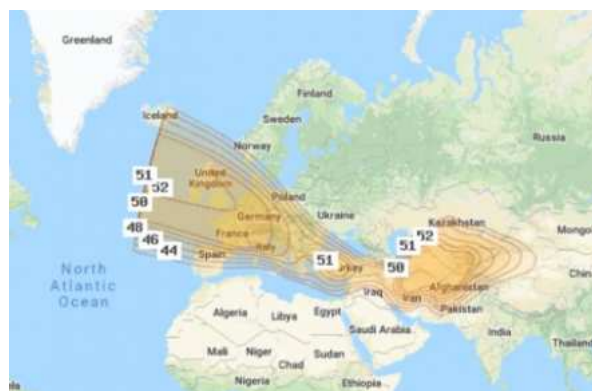 Greenland
Iceland
Finland
Sweden
Norway
Russia
51
52
United
Kingdom
50
Poland
Germany
Ukraine
Kazakhstan
48
46
44
France
Italy
Spain
52
51
51
50
Mongo
North
Atlantic
Ocean
Turkey
Afghanistan
China
Iraq
Iran
Pakistan
Algeria
Libya
Egypt
Saudi Arabia
India
Thailand
Mali
Niger
Chad
Sudan
Nigeria
Ethiopia